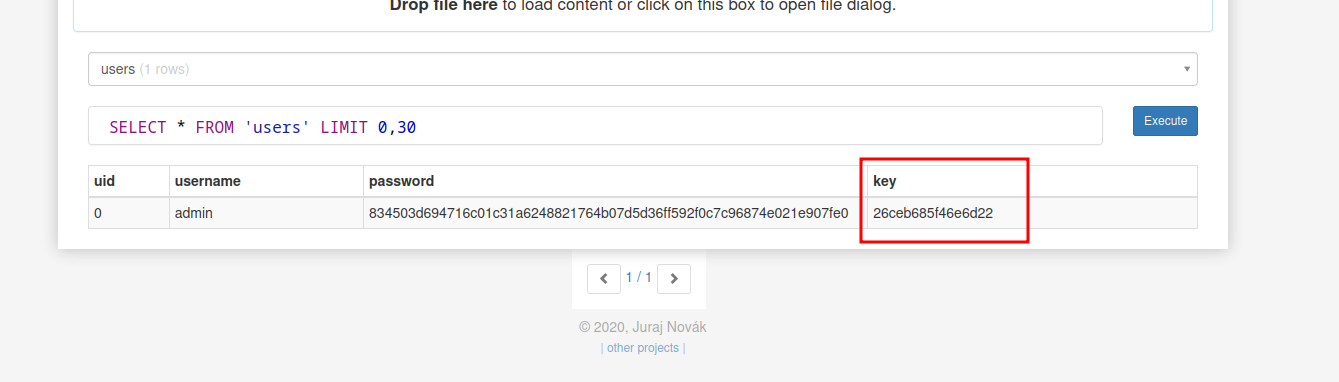 Drop file here to load content or click on this box to open file dialog.
users (1 rows)
SELECT * FROM 'users' LIMIT 0,30
Execute
uid username password key
0 admin 834503d694716c01c31a6248821764b07d5d36ff592f0c7c96874e021e907fe0 26ceb685f46e6d22
1 / 1
© 2020, Juraj Novák
| other projects |